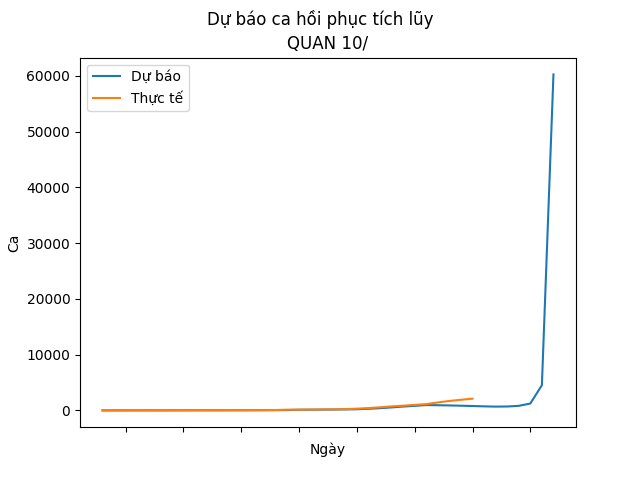 Dự báo ca hồi phục tích lũy
QUAN 10/
Dự báo
Thực tế
60000
50000
40000
30000
20000
10000
0
Ca
Ngày